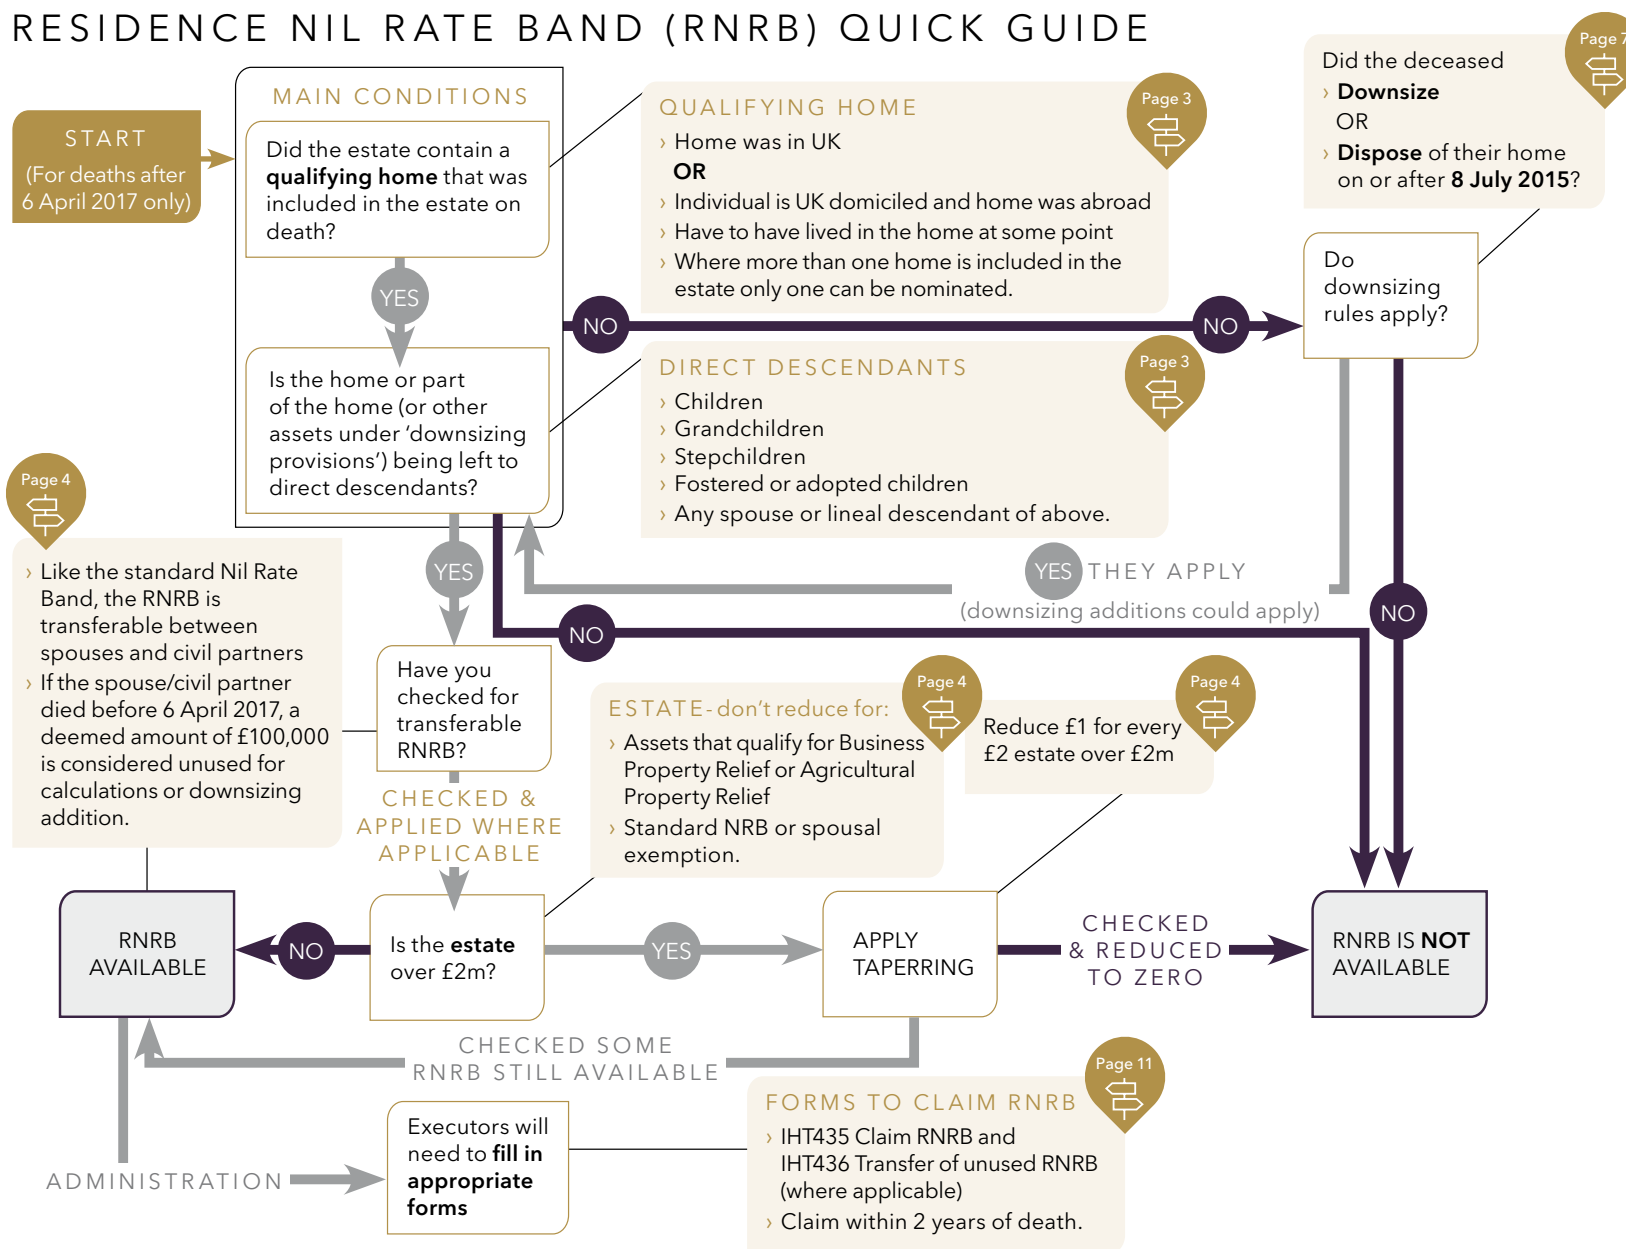 RESIDENCE NIL RATE BAND (RNRB) QUICK GUIDE
START
(For deaths after
6 April 2017 only)
MAIN CONDITIONS
Did the estate contain a
qualifying home that was
included in the estate on
death?
YES
Is the home or part
of the home (or other
assets under ‘downsizing
provisions’) being left to
direct descendants?
QUALIFYING HOME
Page 3
› Home was in UK
OR
› Individual is UK domiciled and home was abroad
› Have to have lived in the home at some point
› Where more than one home is included in the
estate only one can be nominated.
Page 7
Did the deceased
› Downsize
OR
› Dispose of their home
on or after 8 July 2015?
NO
NO
Do
downsizing
rules apply?
DIRECT DESCENDANTS
Page 3
› Children
› Grandchildren
› Stepchildren
› Fostered or adopted children
› Any spouse or lineal descendant of above.
YES THEY APPLY
(downsizing additions could apply)
NO
NO
YES
Page 4
› Like the standard Nil Rate
Band, the RNRB is
transferable between
spouses and civil partners
› If the spouse/civil partner
died before 6 April 2017, a
deemed amount of £100,000
is considered unused for
calculations or downsizing
addition.
Have you
checked for
transferable
RNRB?
CHECKED &
APPLIED WHERE
APPLICABLE
ESTATE- don’t reduce for:
Page 4
› Assets that qualify for Business
Property Relief or Agricultural
Property Relief
› Standard NRB or spousal
exemption.
Page 4
Reduce £1 for every
£2 estate over £2m
RNRB
AVAILABLE
NO
Is the estate
over £2m?
YES
APPLY
TAPERRING
CHECKED
& REDUCED
TO ZERO
RNRB IS NOT
AVAILABLE
CHECKED SOME
RNRB STILL AVAILABLE
ADMINISTRATION
Executors will
need to fill in
appropriate
forms
Page 11
FORMS TO CLAIM RNRB
› IHT435 Claim RNRB and
IHT436 Transfer of unused RNRB
(where applicable)
› Claim within 2 years of death.